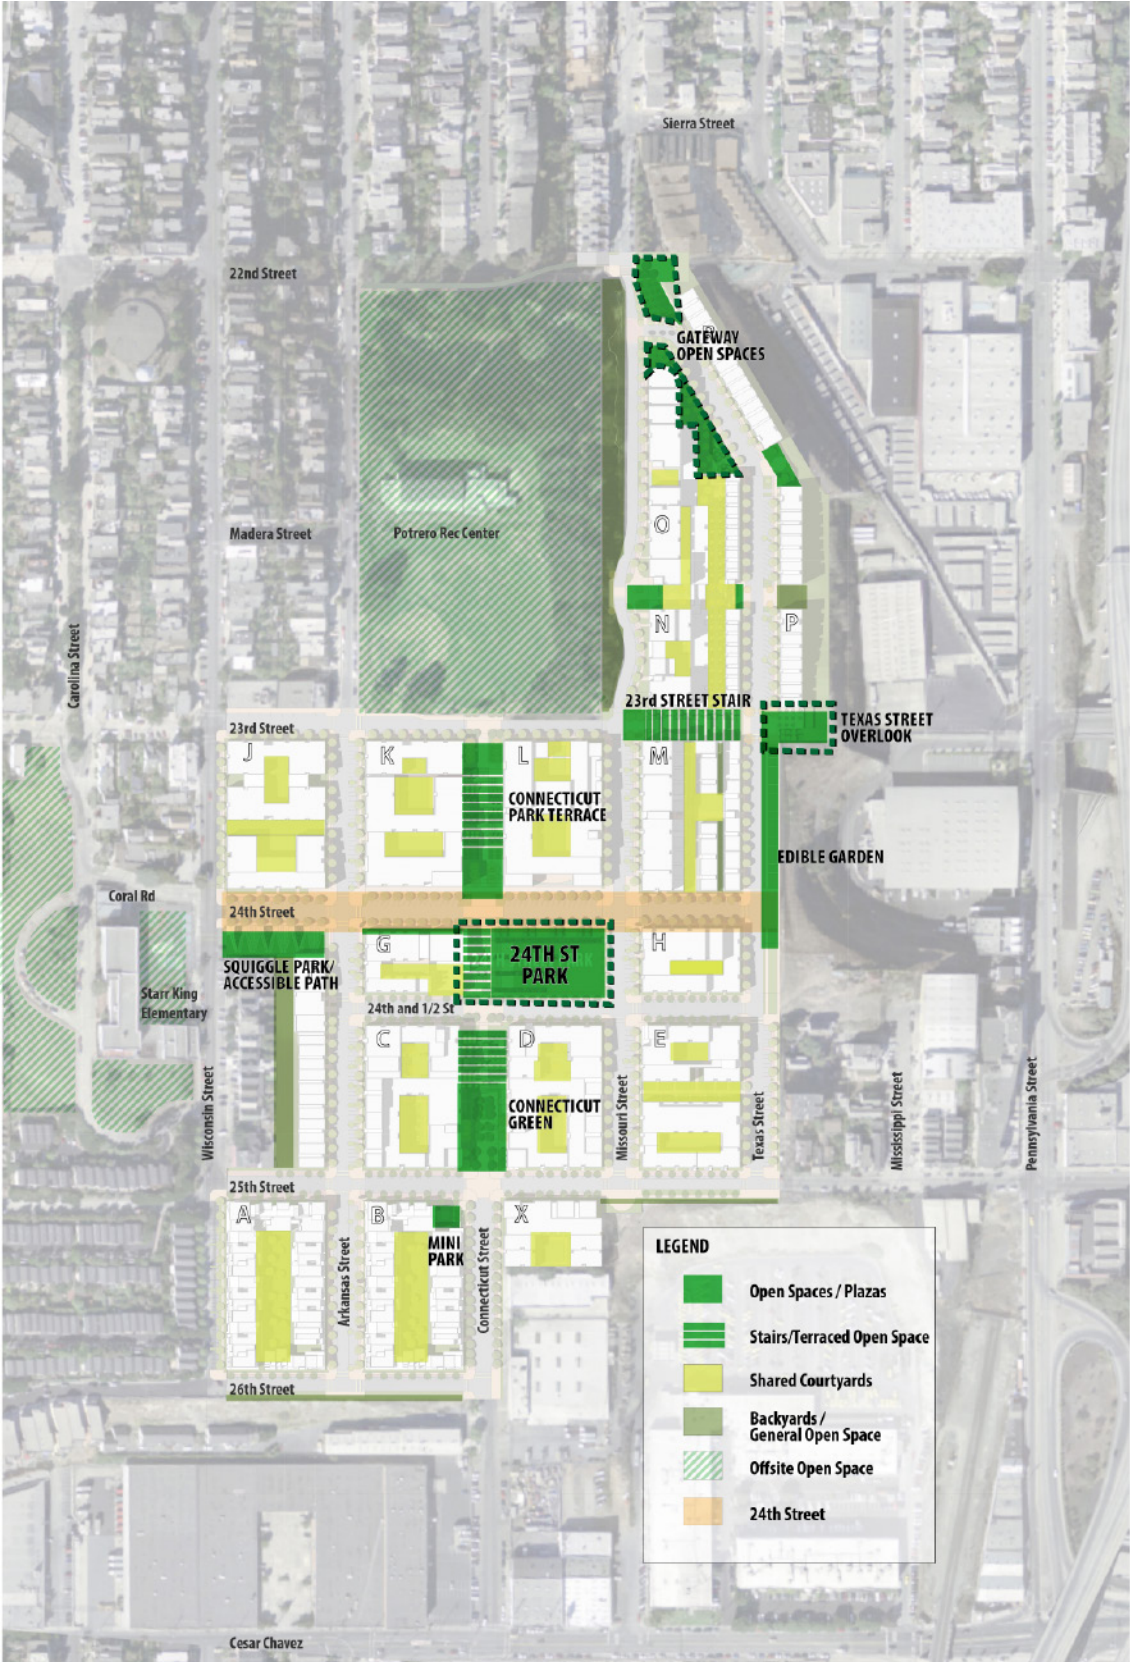 Sierra Street
22nd Street
R
GATEWAY
OPEN SPACES
O
Madera Street
Potrero Rec Center
N
P
Carolina Street
23rd STREET STAIR
TEXAS STREET
OVERLOOK
23rd Street
J
K
L
M
CONNECTICUT
PARK TERRACE
EDIBLE GARDEN
Coral Rd
24th Street
G
H
24TH ST
PARK
SQUIGGLE PARK/
ACCESSIBLE PATH
Starr King
Elementary
24th and 1/2 St
C
D
E
CONNECTICUT
GREEN
Wisconsin Street
Missouri Street
Texas Street
Mississippi Street
Pennsylvania Street
25th Street
A
B
X
MINI
PARK
Arkansas Street
Connecticut Street
26th Street
LEGEND
Open Spaces / Plazas
Stairs/Terraced Open Space
Shared Courtyards
Backyards /
General Open Space
Offsite Open Space
24th Street
Cesar Chavez